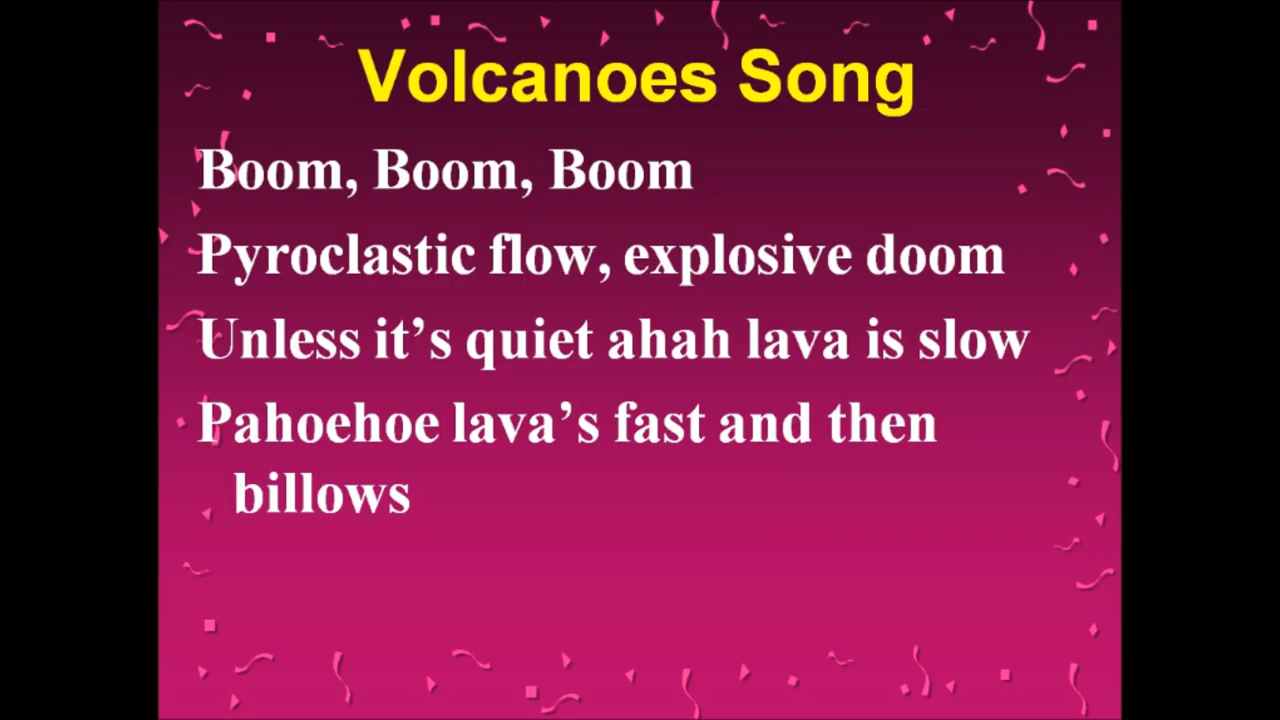 Volcanoes Song
Boom, Boom, Boom
Pyroclastic flow, explosive doom
Unless it’s quiet ahah lava is slow
Pahoehoe lava’s fast and then
billows